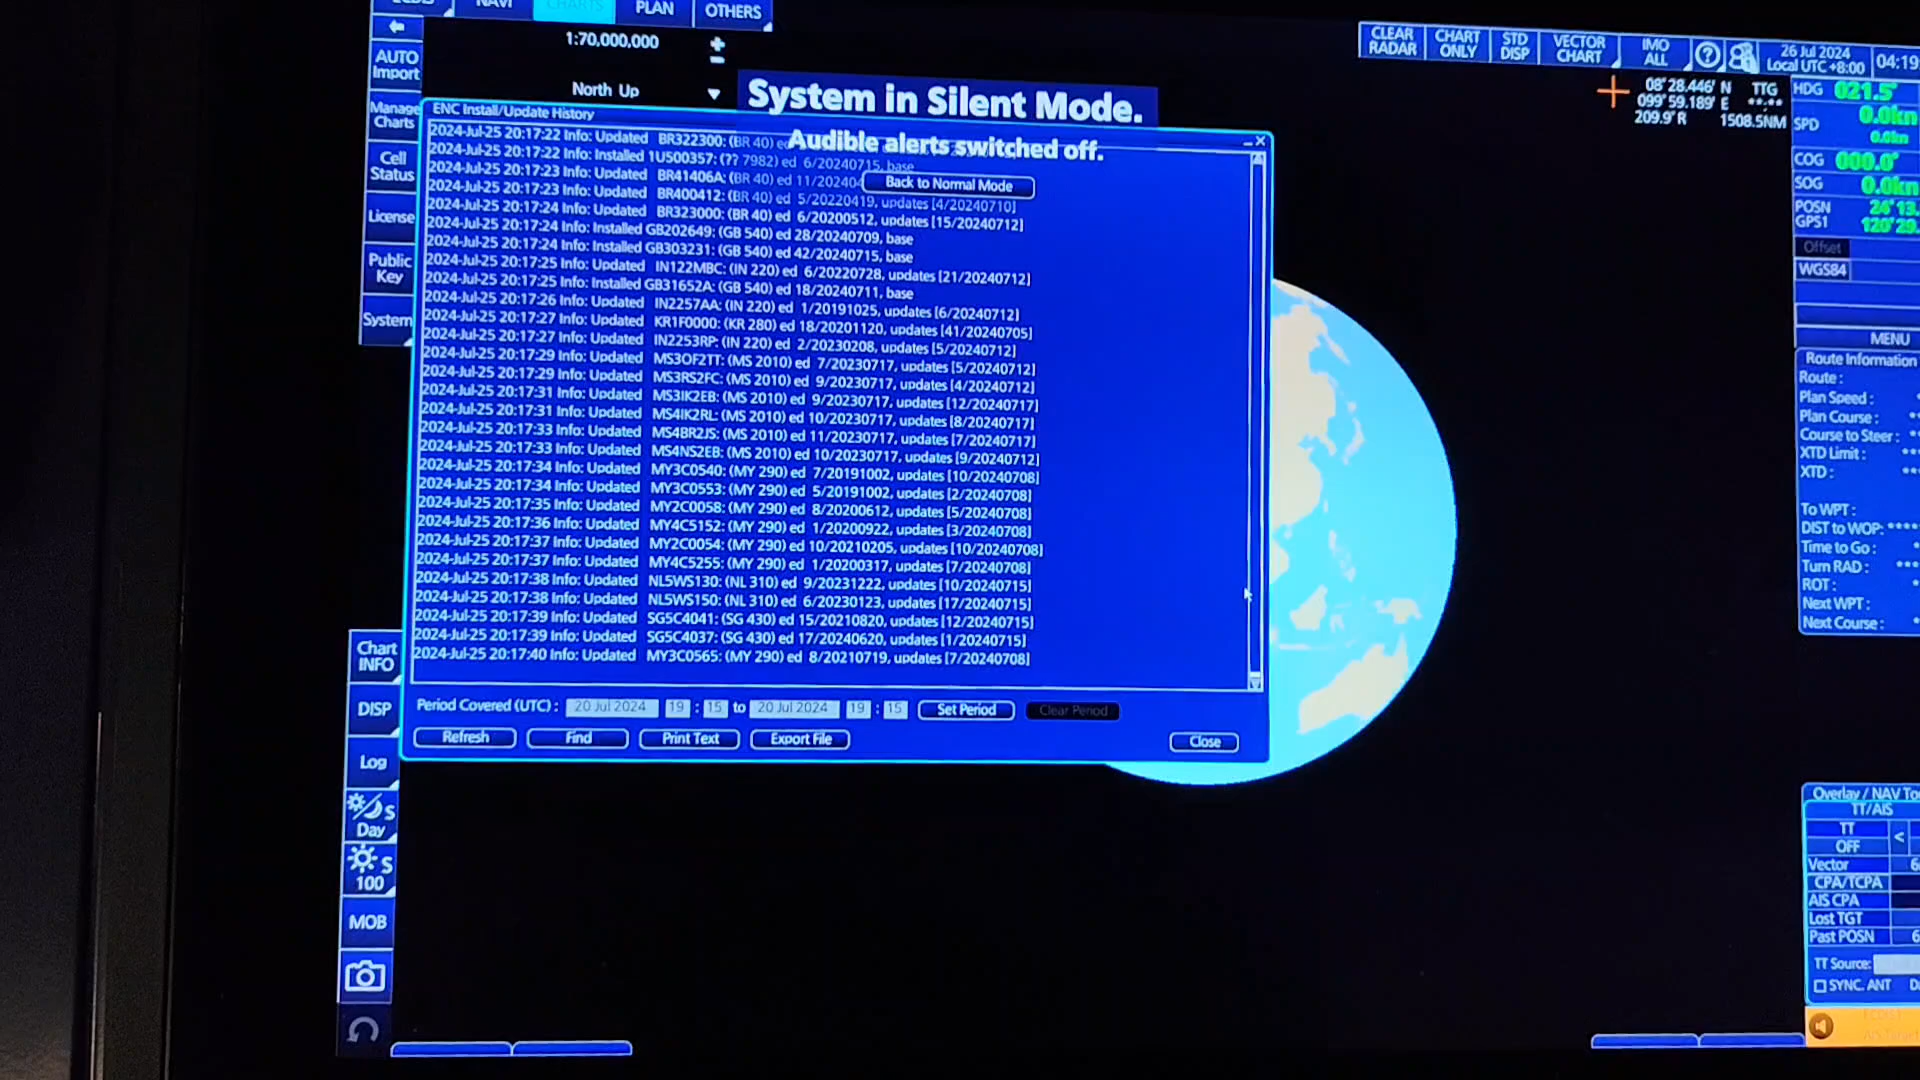 NAVI
CHARTS
PLAN
OTHERS
1:70,000,000
North Up
AUTO
Import
Manage
Charts
Cell
Status
License
Public
Key
System
System in Silent Mode.
Audible alerts switched off.
Back to Normal Mode
CLEAR
RADAR
CHART
ONLY
STD
DISP
VECTOR
CHART
IMO
ALL
26 Jul 2024
Local UTC +8:00
04:19
08°28.446' N
099°59.189' E
209.9°R
TTG
**:**
1508.5NM
ENC Install/Update History
2024-Jul-25 20:17:22 Info: Updated BR322300: (BR 40) ed
2024-Jul-25 20:17:22 Info: Installed 1U500357: (?? 7982) ed 6/20240715, base
2024-Jul-25 20:17:23 Info: Updated BR41406A: (BR 40) ed 11/202404
2024-Jul-25 20:17:23 Info: Updated BR400412: (BR 40) ed 5/20220419, updates [4/20240710]
2024-Jul-25 20:17:24 Info: Updated BR323000: (BR 40) ed 6/20200512, updates [15/20240712]
2024-Jul-25 20:17:24 Info: Installed GB202649: (GB 540) ed 28/20240709, base
2024-Jul-25 20:17:24 Info: Installed GB303231: (GB 540) ed 42/20240715, base
2024-Jul-25 20:17:25 Info: Updated IN122MBC: (IN 220) ed 6/20220728, updates [21/20240712]
2024-Jul-25 20:17:25 Info: Installed GB31652A: (GB 540) ed 18/20240711, base
2024-Jul-25 20:17:26 Info: Updated IN2257AA: (IN 220) ed 1/20191025, updates [6/20240712]
2024-Jul-25 20:17:27 Info: Updated KR1F0000: (KR 280) ed 18/20201120, updates [41/20240705]
2024-Jul-25 20:17:27 Info: Updated IN2253RP: (IN 220) ed 2/20230208, updates [5/20240712]
2024-Jul-25 20:17:29 Info: Updated MS3OF2TT: (MS 2010) ed 7/20230717, updates [5/20240712]
2024-Jul-25 20:17:29 Info: Updated MS3RS2FC: (MS 2010) ed 9/20230717, updates [4/20240712]
2024-Jul-25 20:17:31 Info: Updated MS3IK2EB: (MS 2010) ed 9/20230717, updates [12/20240717]
2024-Jul-25 20:17:31 Info: Updated MS4IK2RL: (MS 2010) ed 10/20230717, updates [8/20240717]
2024-Jul-25 20:17:33 Info: Updated MS4BR2JS: (MS 2010) ed 11/20230717, updates [7/20240717]
2024-Jul-25 20:17:33 Info: Updated MS4NS2EB: (MS 2010) ed 10/20230717, updates [9/20240712]
2024-Jul-25 20:17:34 Info: Updated MY3C0540: (MY 290) ed 7/20191002, updates [10/20240708]
2024-Jul-25 20:17:34 Info: Updated MY3C0553: (MY 290) ed 5/20191002, updates [2/20240708]
2024-Jul-25 20:17:35 Info: Updated MY2C0058: (MY 290) ed 8/20200612, updates [5/20240708]
2024-Jul-25 20:17:36 Info: Updated MY4C5152: (MY 290) ed 1/20200922, updates [3/20240708]
2024-Jul-25 20:17:37 Info: Updated MY2C0054: (MY 290) ed 10/20210205, updates [10/20240708]
2024-Jul-25 20:17:37 Info: Updated MY4C5255: (MY 290) ed 1/20200317, updates [7/20240708]
2024-Jul-25 20:17:38 Info: Updated NL5WS130: (NL 310) ed 9/20231222, updates [10/20240715]
2024-Jul-25 20:17:38 Info: Updated NL5WS150: (NL 310) ed 6/20230123, updates [17/20240715]
2024-Jul-25 20:17:39 Info: Updated SG5C4041: (SG 430) ed 15/20210820, updates [12/20240715]
2024-Jul-25 20:17:39 Info: Updated SG5C4037: (SG 430) ed 17/20240620, updates [1/20240715]
2024-Jul-25 20:17:40 Info: Updated MY3C0565: (MY 290) ed 8/20210719, updates [7/20240708]
Period Covered (UTC) : 20 Jul 2024 19 : 15 to 20 Jul 2024 19 : 15 Set Period Clear Period
Refresh Find Print Text Export File Close
Chart
INFO
DISP
Log
S
Day
S
100
MOB
HDG 021.5°
SPD 0.0kn
0.0kn
COG 000.0°
SOG 0.0kn
POSN 24°13.
GPS1 120°29.
Offset
WGS84
MENU
Route Information
Route :
Plan Speed :
Plan Course :
Course to Steer :
XTD Limit :
XTD :
To WPT :
DIST to WOP: ****
Time to Go :
Turn RAD :
ROT :
Next WPT :
Next Course :
Overlay / NAV To
TT/AIS
TT
OFF
<
Vector 6
CPA/TCPA
AIS CPA
Lost TGT
Past POSN 6
TT Source:
SYNC. ANT